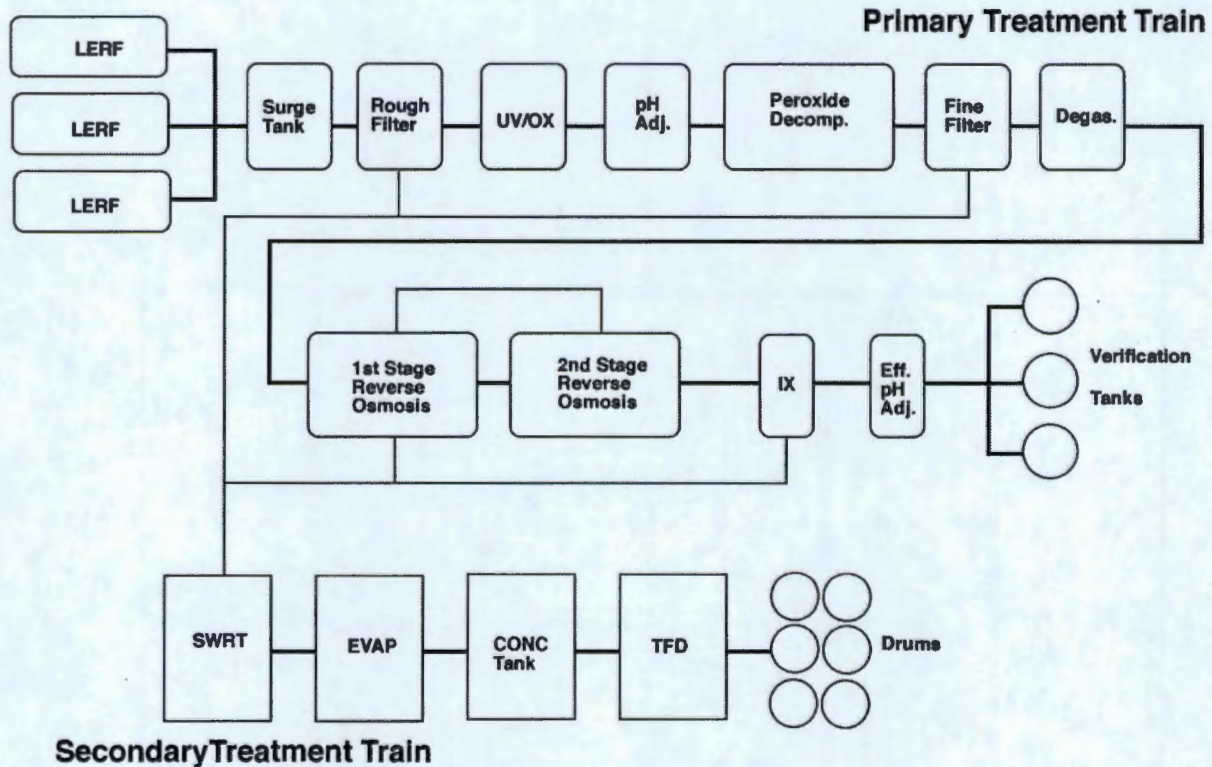 Primary Treatment Train
LERF
LERF
LERF
Surge
Tank
Rough
Filter
UV/OX
pH
Adj.
Peroxide
Decomp.
Fine
Filter
Degas.
1st Stage
Reverse
Osmosis
2nd Stage
Reverse
Osmosis
IX
Eff.
pH
Adj.
Verification
Tanks
SWRT
EVAP
CONC
Tank
TFD
Drums
SecondaryTreatment Train